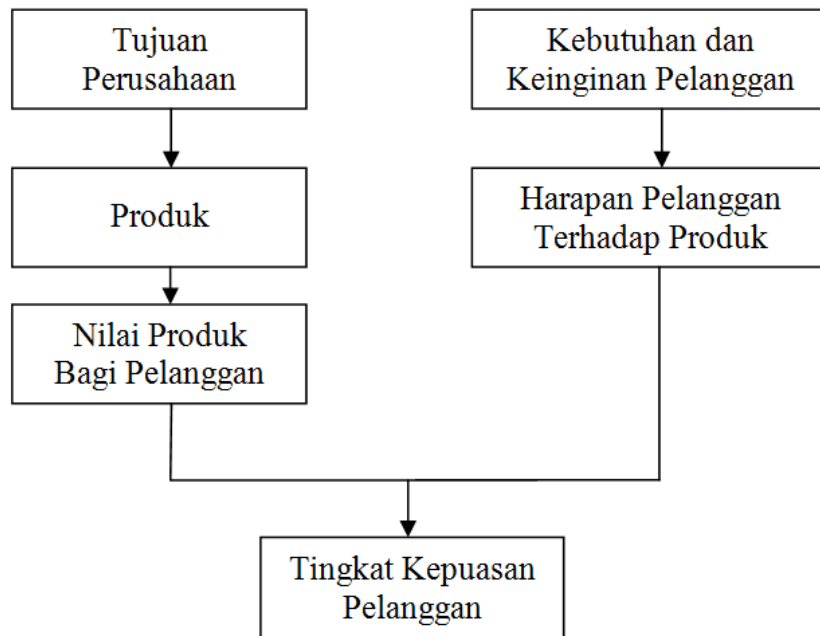 Tujuan
Perusahaan
Kebutuhan dan
Keinginan Pelanggan
Produk
Harapan Pelanggan
Terhadap Produk
Nilai Produk
Bagi Pelanggan
Tingkat Kepuasan
Pelanggan